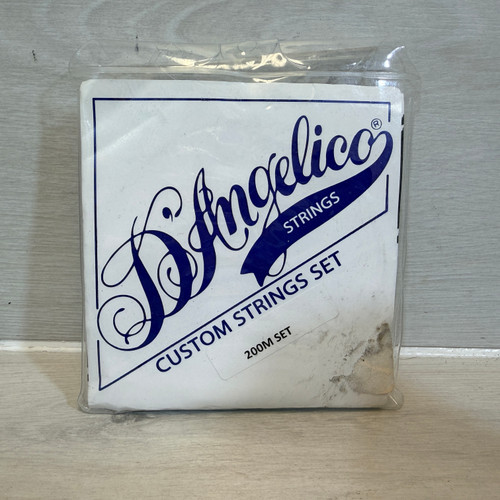 D'Angelico®
STRINGS
CUSTOM STRINGS SET
200M SET